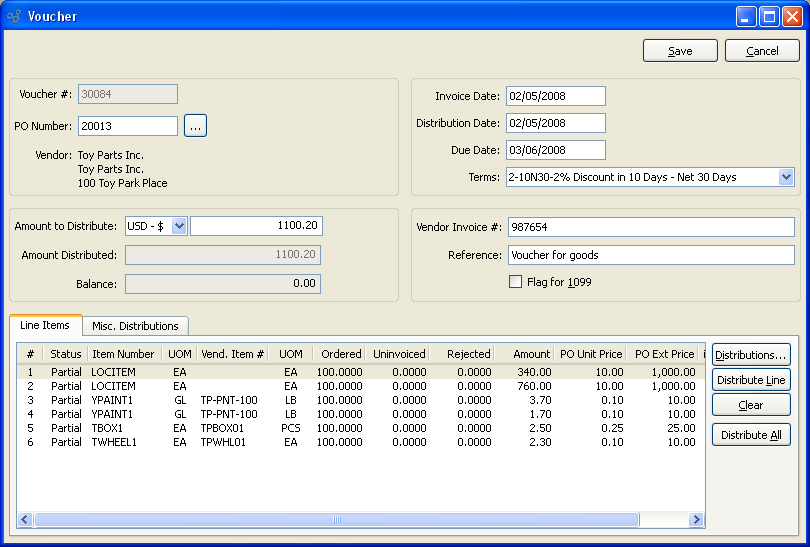 Voucher
Save Cancel
Voucher #: 30084
PO Number: 20013 ...
Vendor: Toy Parts Inc.
Toy Parts Inc.
100 Toy Park Place
Invoice Date: 02/05/2008
Distribution Date: 02/05/2008
Due Date: 03/06/2008
Terms: 2-10N30-2% Discount in 10 Days - Net 30 Days
Amount to Distribute: USD - $ 1100.20
Amount Distributed: 1100.20
Balance: 0.00
Vendor Invoice #: 987654
Reference: Voucher for goods
Flag for 1099
Line Items Misc. Distributions
# Status Item Number UOM Vend. Item # UOM Ordered Uninvoiced Rejected Amount PO Unit Price PO Ext Price
1 Partial LOCITEM EA EA 100.0000 0.0000 0.0000 340.00 10.00 1,000.00
2 Partial LOCITEM EA EA 100.0000 0.0000 0.0000 760.00 10.00 1,000.00
3 Partial YPAINT1 GL TP-PNT-100 LB 100.0000 0.0000 0.0000 3.70 0.10 10.00
4 Partial YPAINT1 GL TP-PNT-100 LB 100.0000 0.0000 0.0000 1.70 0.10 10.00
5 Partial TBOX1 EA TPBOX01 PCS 100.0000 0.0000 0.0000 2.50 0.25 25.00
6 Partial TWHEEL1 EA TPWHL01 EA 100.0000 0.0000 0.0000 2.30 0.10 10.00
Distributions...
Distribute Line
Clear
Distribute All